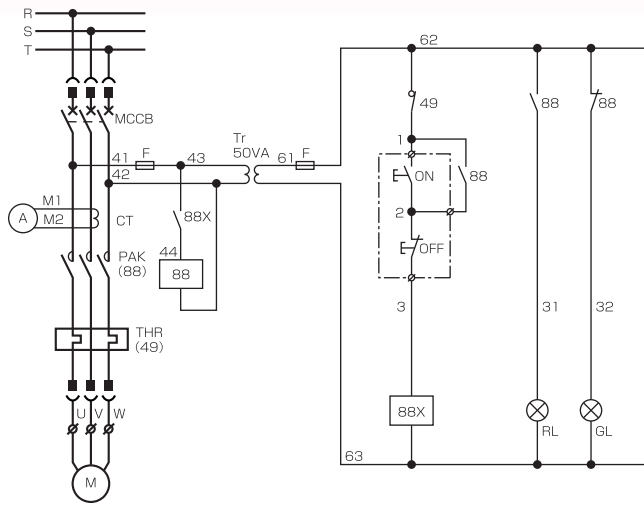 R
S
T
MCCB
41
F
43
Tr
50VA
61
F
62
42
M1
M2
A
CT
88X
44
88
PAK
(88)
THR
(49)
U
V
W
M
49
1
ON
88
2
OFF
3
88X
63
88
31
RL
88
32
GL